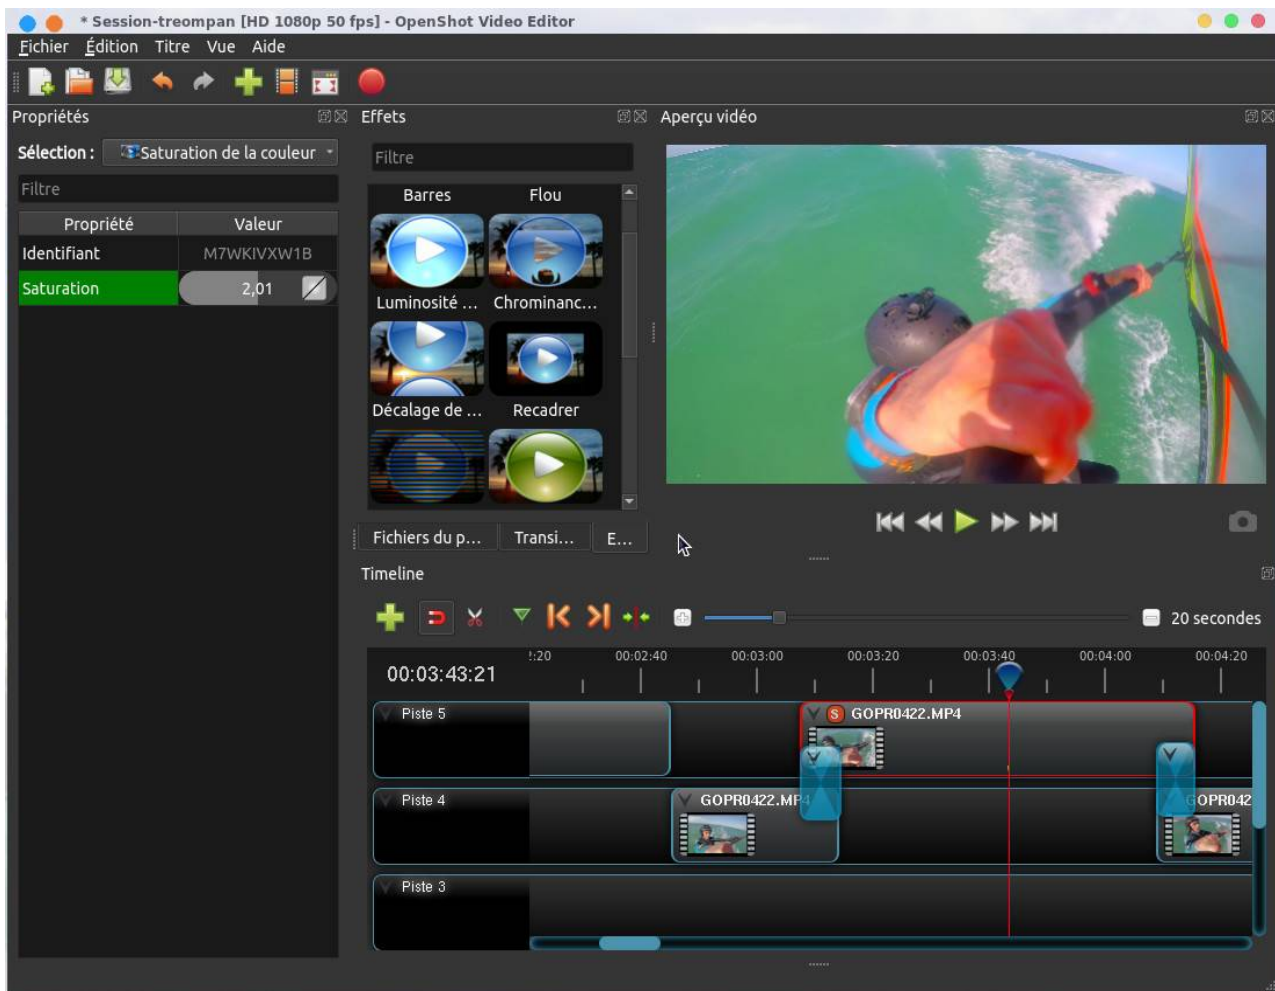 * Session-treompan [HD 1080p 50 fps] - OpenShot Video Editor
Fichier Édition Titre Vue Aide
Propriétés
Sélection : Saturation de la couleur
Filtre
Propriété Valeur
Identifiant M7WKIVXW1B
Saturation 2,01
Effets
Filtre
Barres Flou
Luminosité ... Chrominanc...
Décalage de ... Recadrer
Fichiers du p... Transi... E...
Aperçu vidéo
Timeline
20 secondes
00:03:43:21
:20 00:02:40 00:03:00 00:03:20 00:03:40 00:04:00 00:04:20
Piste 5
S GOPR0422.MP4
Piste 4
GOPR0422.MP4
GOPR042
Piste 3